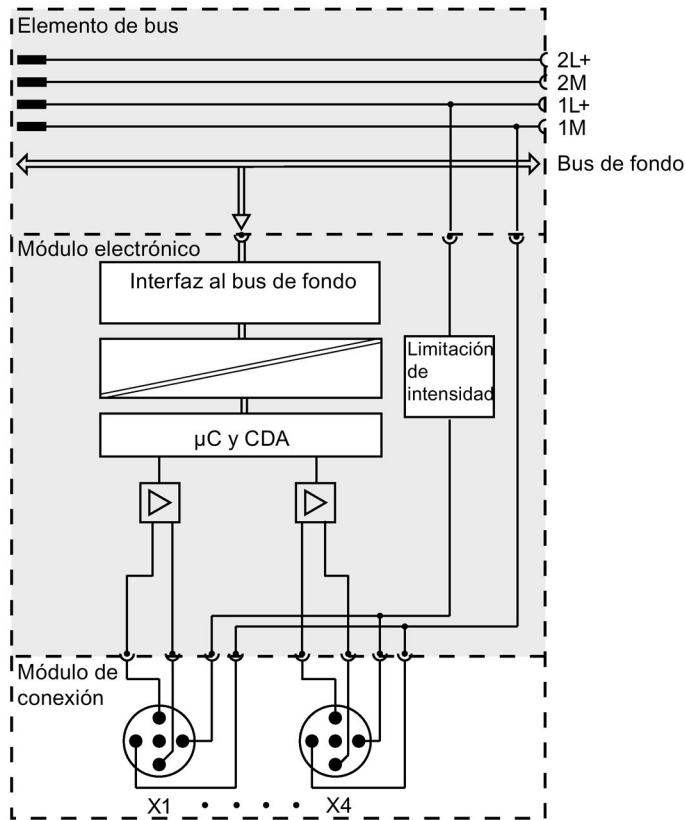 Elemento de bus
2L+
2M
1L+
1M
Bus de fondo
Módulo electrónico
Interfaz al bus de fondo
Limitación
de
intensidad
µC y CDA
Módulo de
conexión
X1 • • • • X4